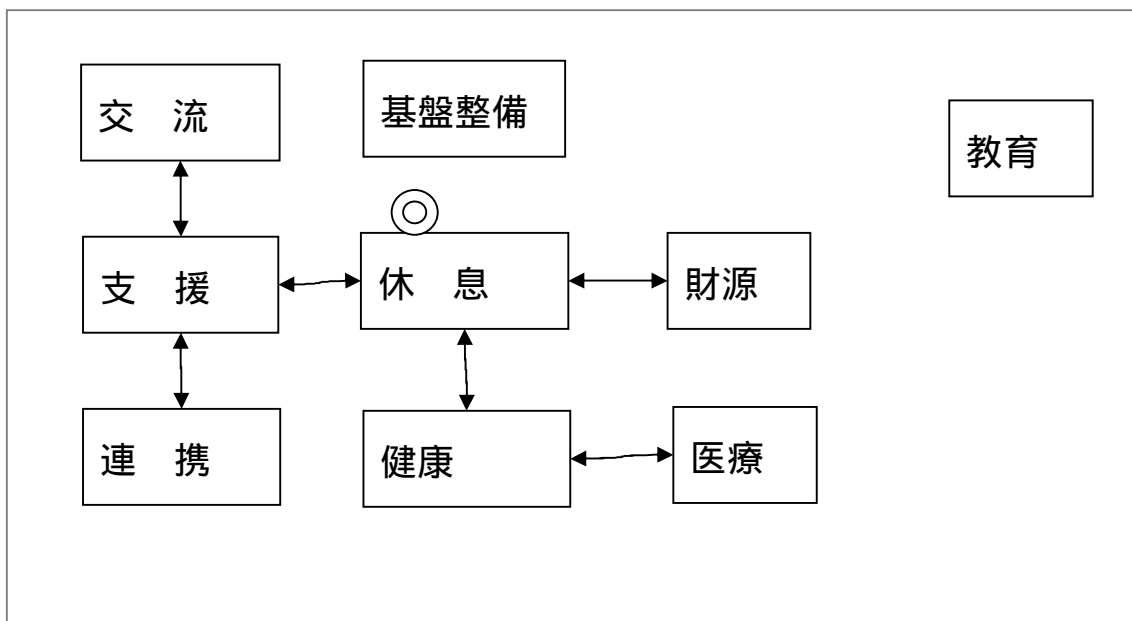 交　流
基盤整備
教育
支　援
休　息
財源
連　携
健康
医療